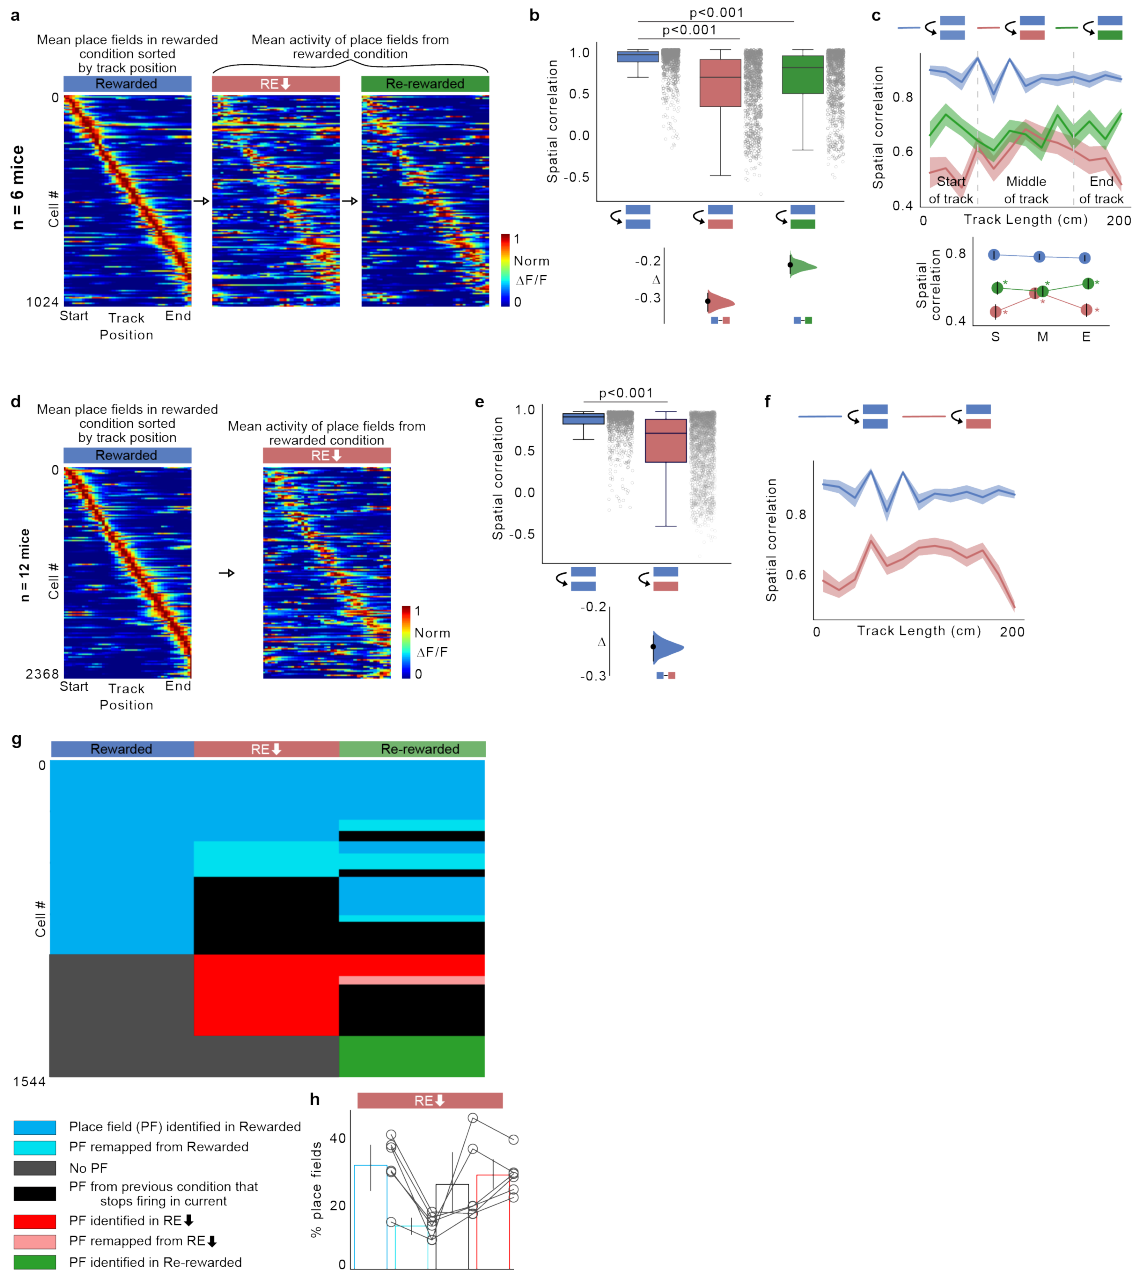 a
Mean place fields in rewarded
condition sorted
by track position
Mean activity of place fields from
rewarded condition
Rewarded
RE⬇
Re-rewarded
0
n = 6 mice
Cell #
1024
Start
Track
Position
End
1
Norm
ΔF/F
0
b
p<0.001
p<0.001
Spatial correlation
1.0
0.5
0.0
-0.5
-0.2
Δ
-0.3
c
Spatial correlation
0.8
0.6
0.4
Start
of track
Middle
of track
End
of track
0
Track Length (cm)
200
Spatial
correlation
0.8
0.4
*
*
*
*
*
*
S
M
E
d
Mean place fields in rewarded
condition sorted
by track position
Mean activity of place fields from
rewarded condition
Rewarded
RE⬇
0
n = 12 mice
Cell #
2368
Start
Track
Position
End
1
Norm
ΔF/F
0
e
p<0.001
Spatial correlation
1.0
0.5
0.0
-0.5
-0.2
Δ
-0.3
f
Spatial correlation
0.8
0.6
0
Track Length (cm)
200
g
Rewarded
RE⬇
Re-rewarded
0
Cell #
1544
Place field (PF) identified in Rewarded
PF remapped from Rewarded
No PF
PF from previous condition that
stops firing in current
PF identified in RE⬇
PF remapped from RE⬇
PF identified in Re-rewarded
h
RE⬇
% place fields
40
20
0